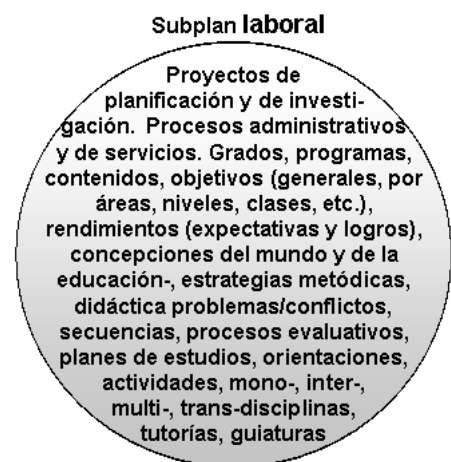 Subplan laboral
Proyectos de
planificación y de investi-
gación. Procesos administrativos
y de servicios. Grados, programas,
contenidos, objetivos (generales, por
áreas, niveles, clases, etc.),
rendimientos (expectativas y logros),
concepciones del mundo y de la
educación-, estrategias metódicas,
didáctica problemas/conflictos,
secuencias, procesos evaluativos,
planes de estudios, orientaciones,
actividades, mono-, inter-,
multi-, trans-disciplinas,
tutorías, guiaturas